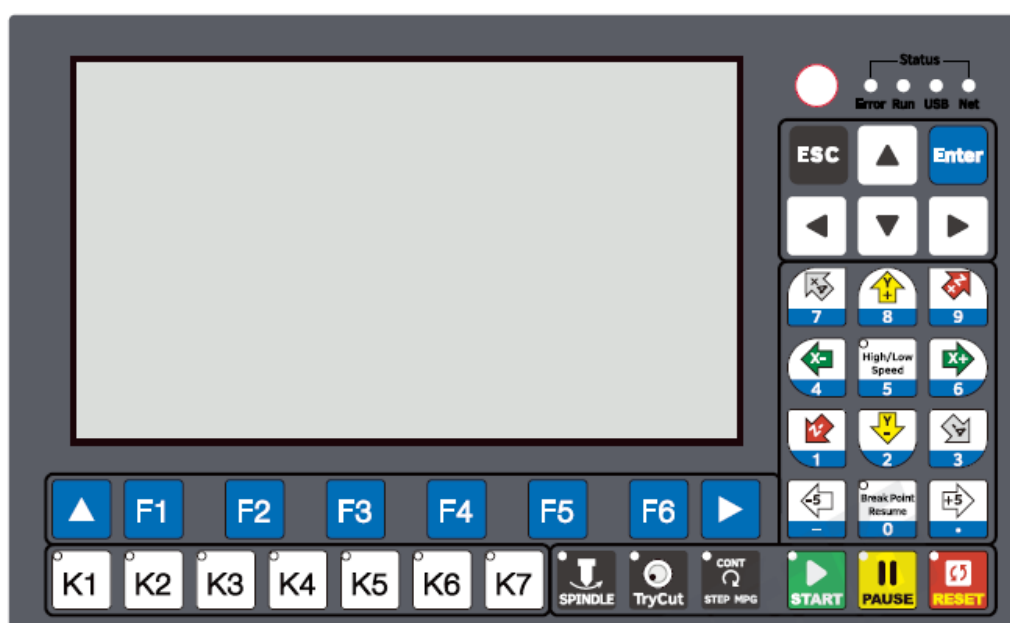 Status
Error Run USB Net
ESC Enter
Y
+
7 8 9
X- High/Low X+
Speed
4 5 6
Z- Y
-
1 2 3
-5 Break Point +5
Resume
- 0 .
F1 F2 F3 F4 F5 F6
K1 K2 K3 K4 K5 K6 K7
CONT
SPINDLE TryCut STEP MPG START PAUSE RESET